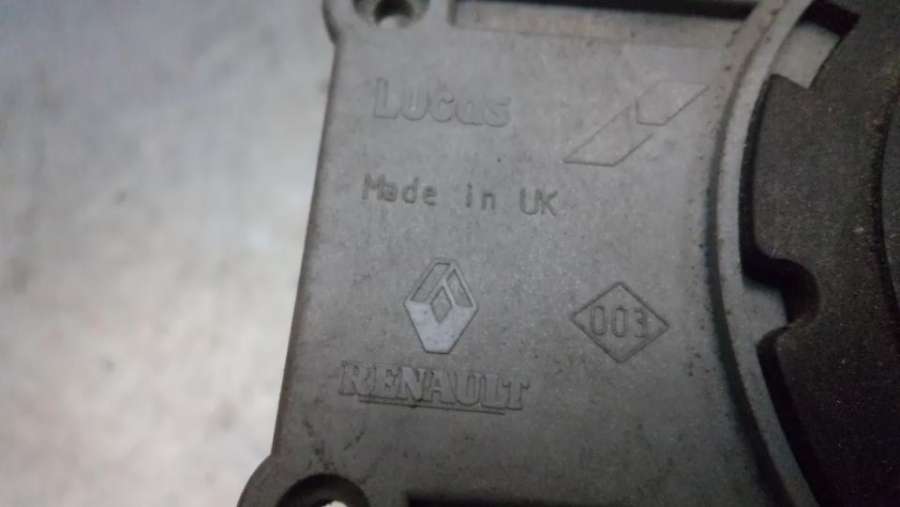 Lucas
Made in UK
003
RENAULT